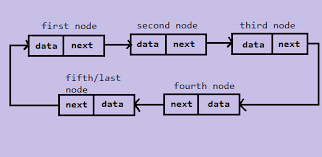 first node
second node
third node
data next
data next
data next
fifth/last
node
fourth node
next data
next data